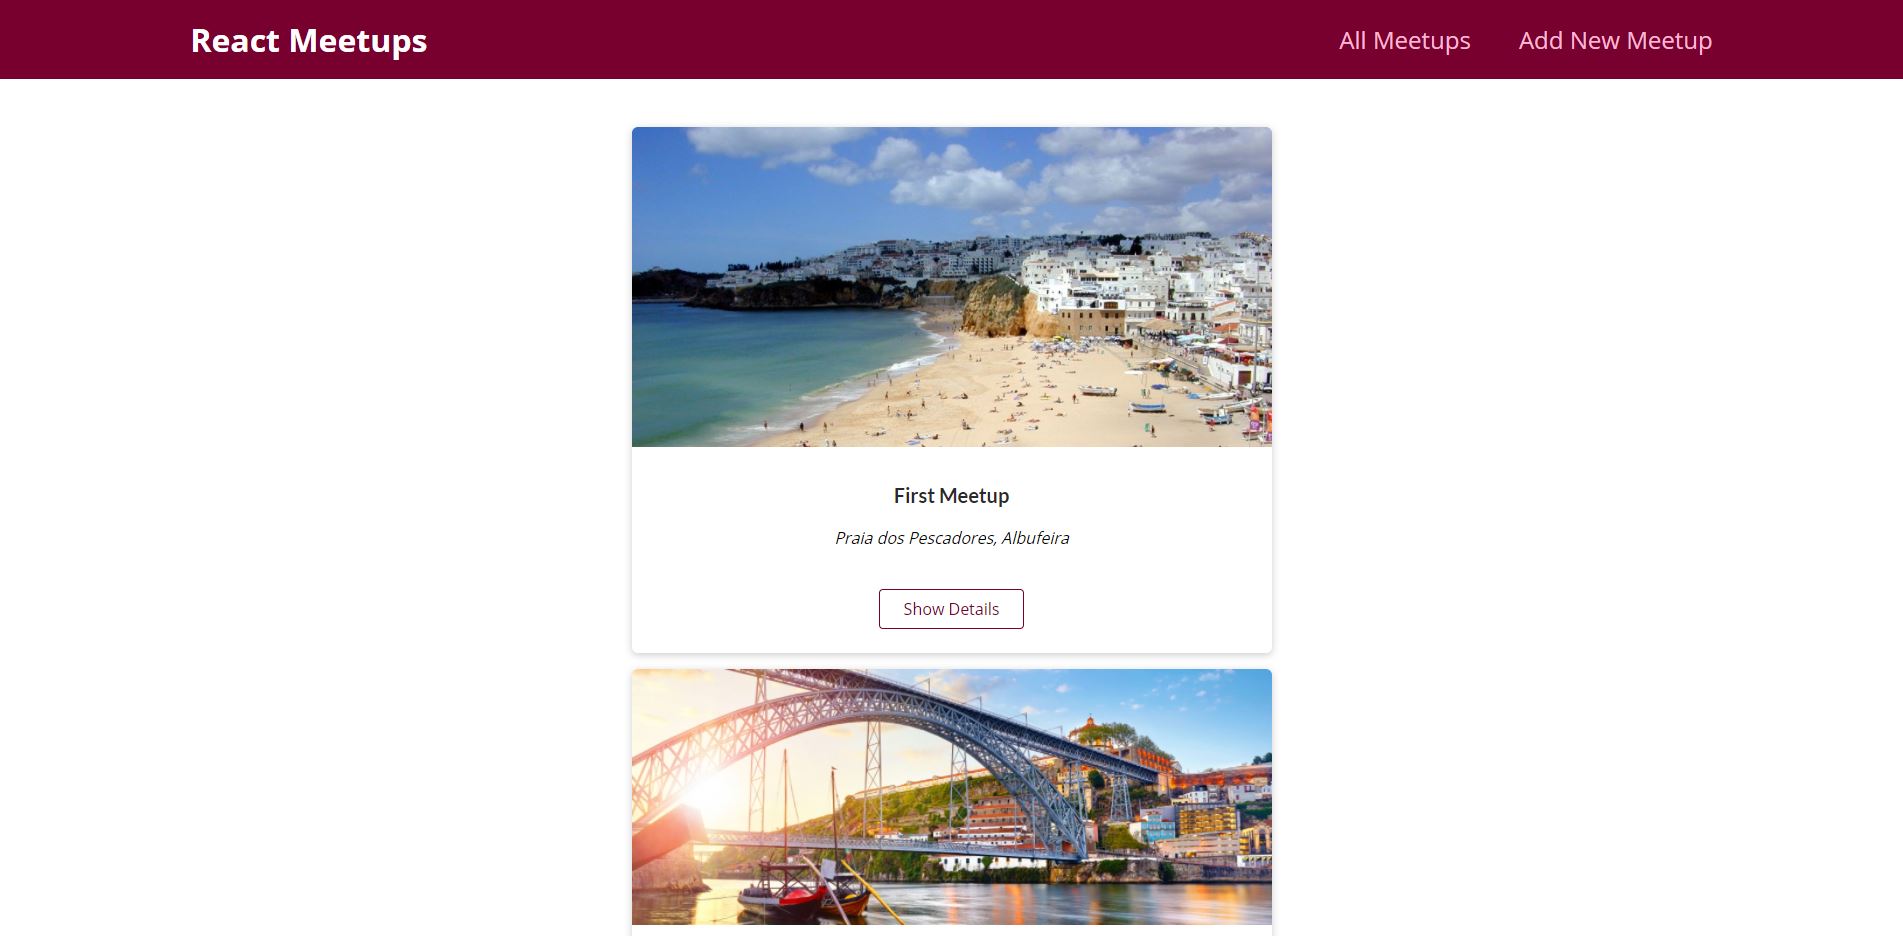 React Meetups
All Meetups
Add New Meetup
First Meetup
Praia dos Pescadores, Albufeira
Show Details